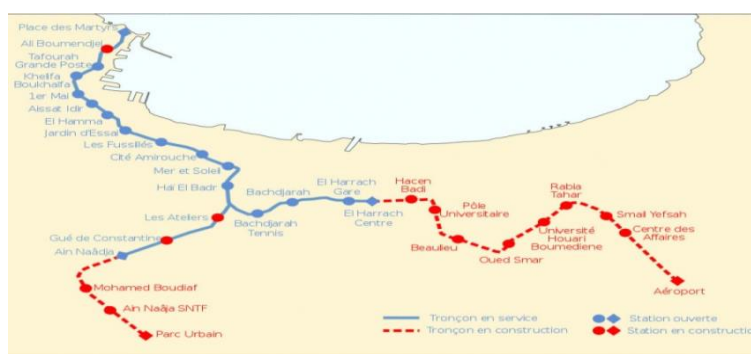 Place des Martyrs
Ali Boumendjel
Tafourah
Grande Poste
Khelifa
Boukhalfa
1er Mai
Aissat Idir
El Hamma
Jardin d'Essai
Les Fussillés
Cité Amirouche
Mer et Soleil
Hai El Badr
Bachdjarah
Tennis
Bachdjarah
El Harrach
Gare
El Harrach
Centre
Hacen
Badi
Pôle
Universitaire
Beaulieu
Oued Smar
Université
Houari
Boumediene
Rabia
Tahar
Smail Yefsah
Centre des
Affaires
Aéroport
Les Ateliers
Gué de Constantine
Ain Naâdja
Mohamed Boudiaf
Ain Naâja SNTF
Parc Urbain
Tronçon en service
Tronçon en construction
Station ouverte
Station en construction